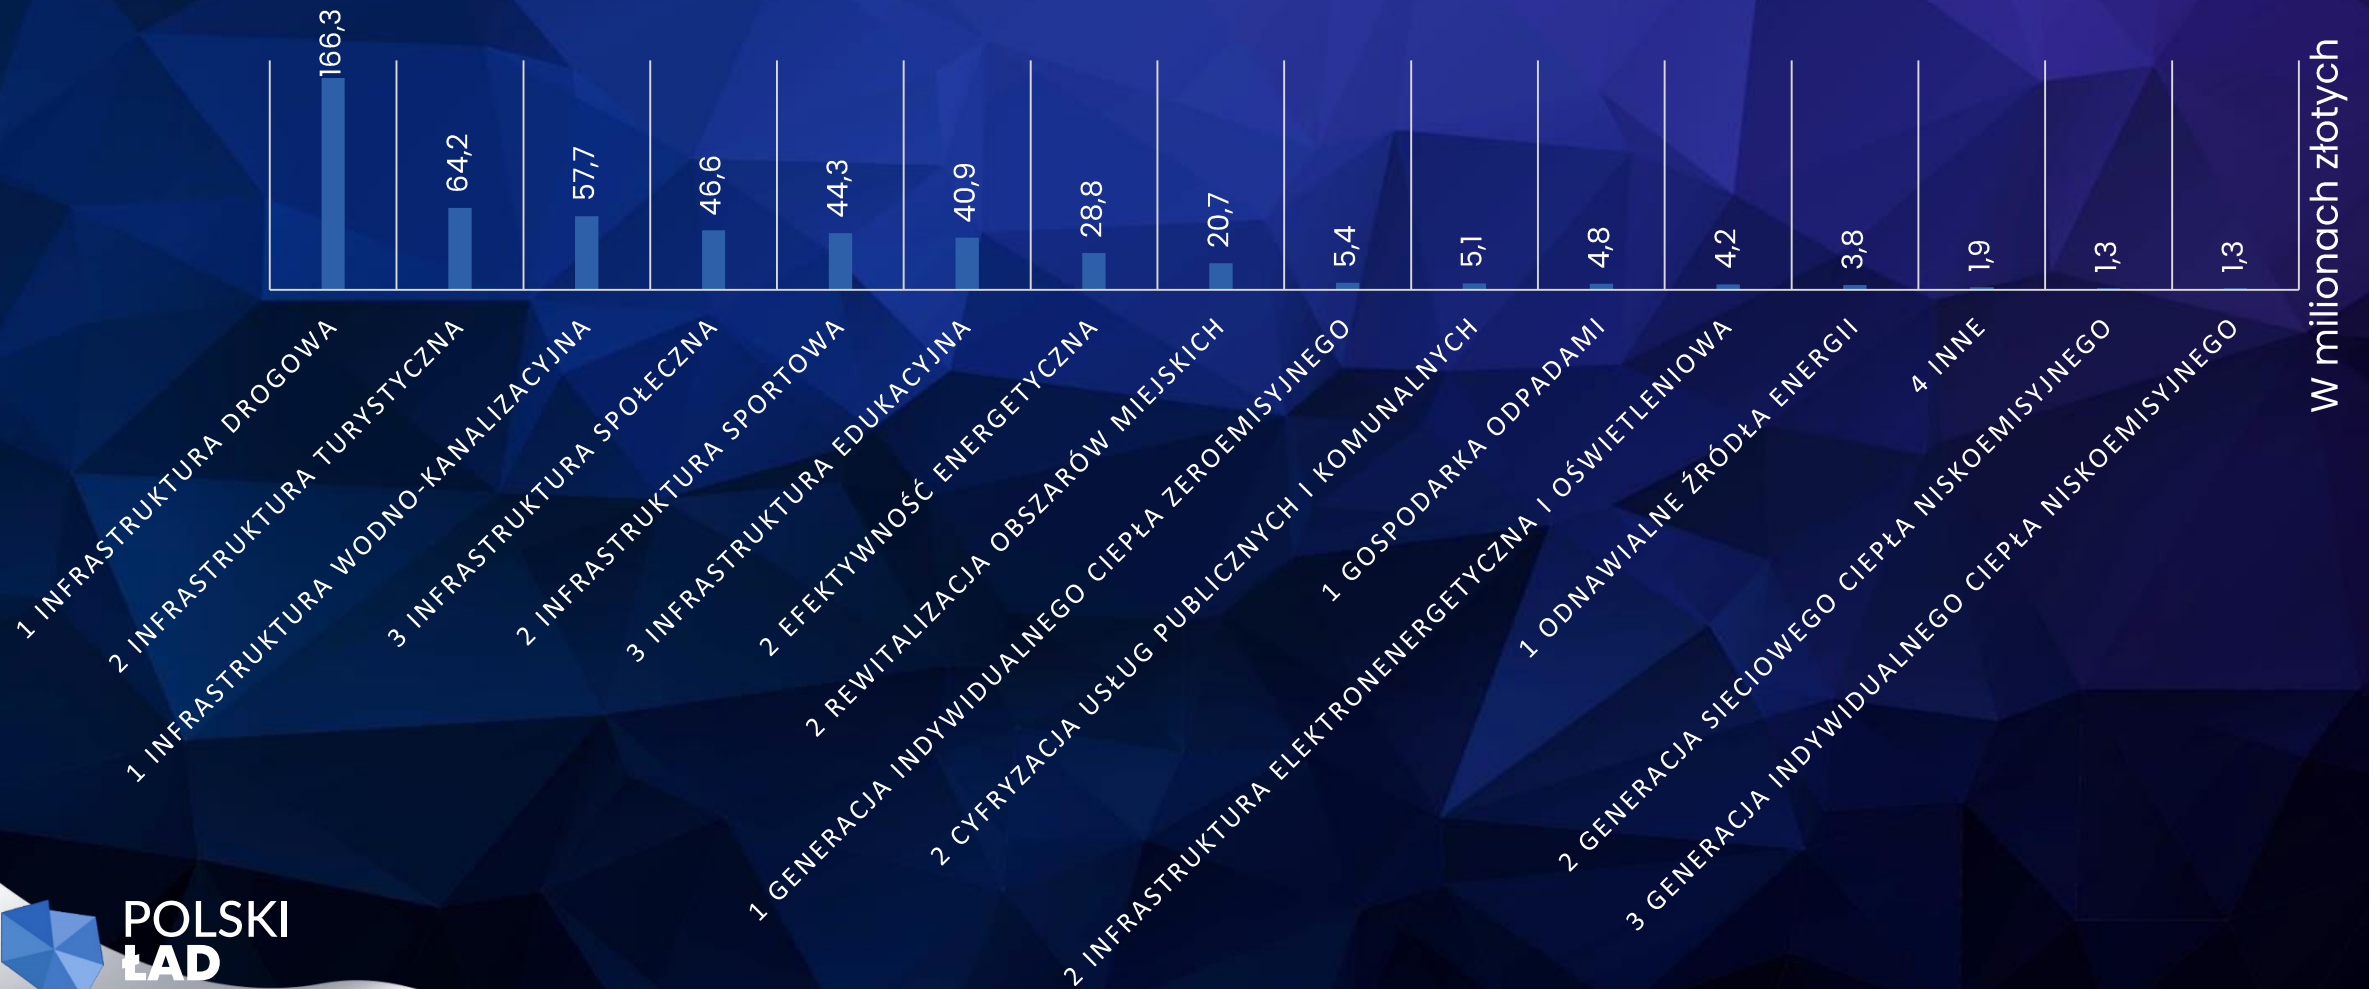 166,3
64,2
57,7
46,6
44,3
40,9
28,8
20,7
5,4
5,1
4,8
4,2
3,8
1,9
1,3
1,3
1 INFRASTRUKTURA DROGOWA
2 INFRASTRUKTURA TURYSTYCZNA
1 INFRASTRUKTURA WODNO-KANALIZACYJNA
3 INFRASTRUKTURA SPOŁECZNA
2 INFRASTRUKTURA SPORTOWA
3 INFRASTRUKTURA EDUKACYJNA
2 EFEKTYWNOŚĆ ENERGETYCZNA
2 REWITALIZACJA OBSZARÓW MIEJSKICH
1 GENERACJA INDYWIDUALNEGO CIEPŁA ZEROEMISYJNEGO
2 CYFRYZACJA USŁUG PUBLICZNYCH I KOMUNALNYCH
1 GOSPODARKA ODPADAMI
2 INFRASTRUKTURA ELEKTRONENERGETYCZNA I OŚWIETLENIOWA
1 ODNAWIALNE ŹRÓDŁA ENERGII
4 INNE
2 GENERACJA SIECIOWEGO CIEPŁA NISKOEMISYJNEGO
3 GENERACJA INDYWIDUALNEGO CIEPŁA NISKOEMISYJNEGO
W milionach złotych
POLSKI
ŁAD